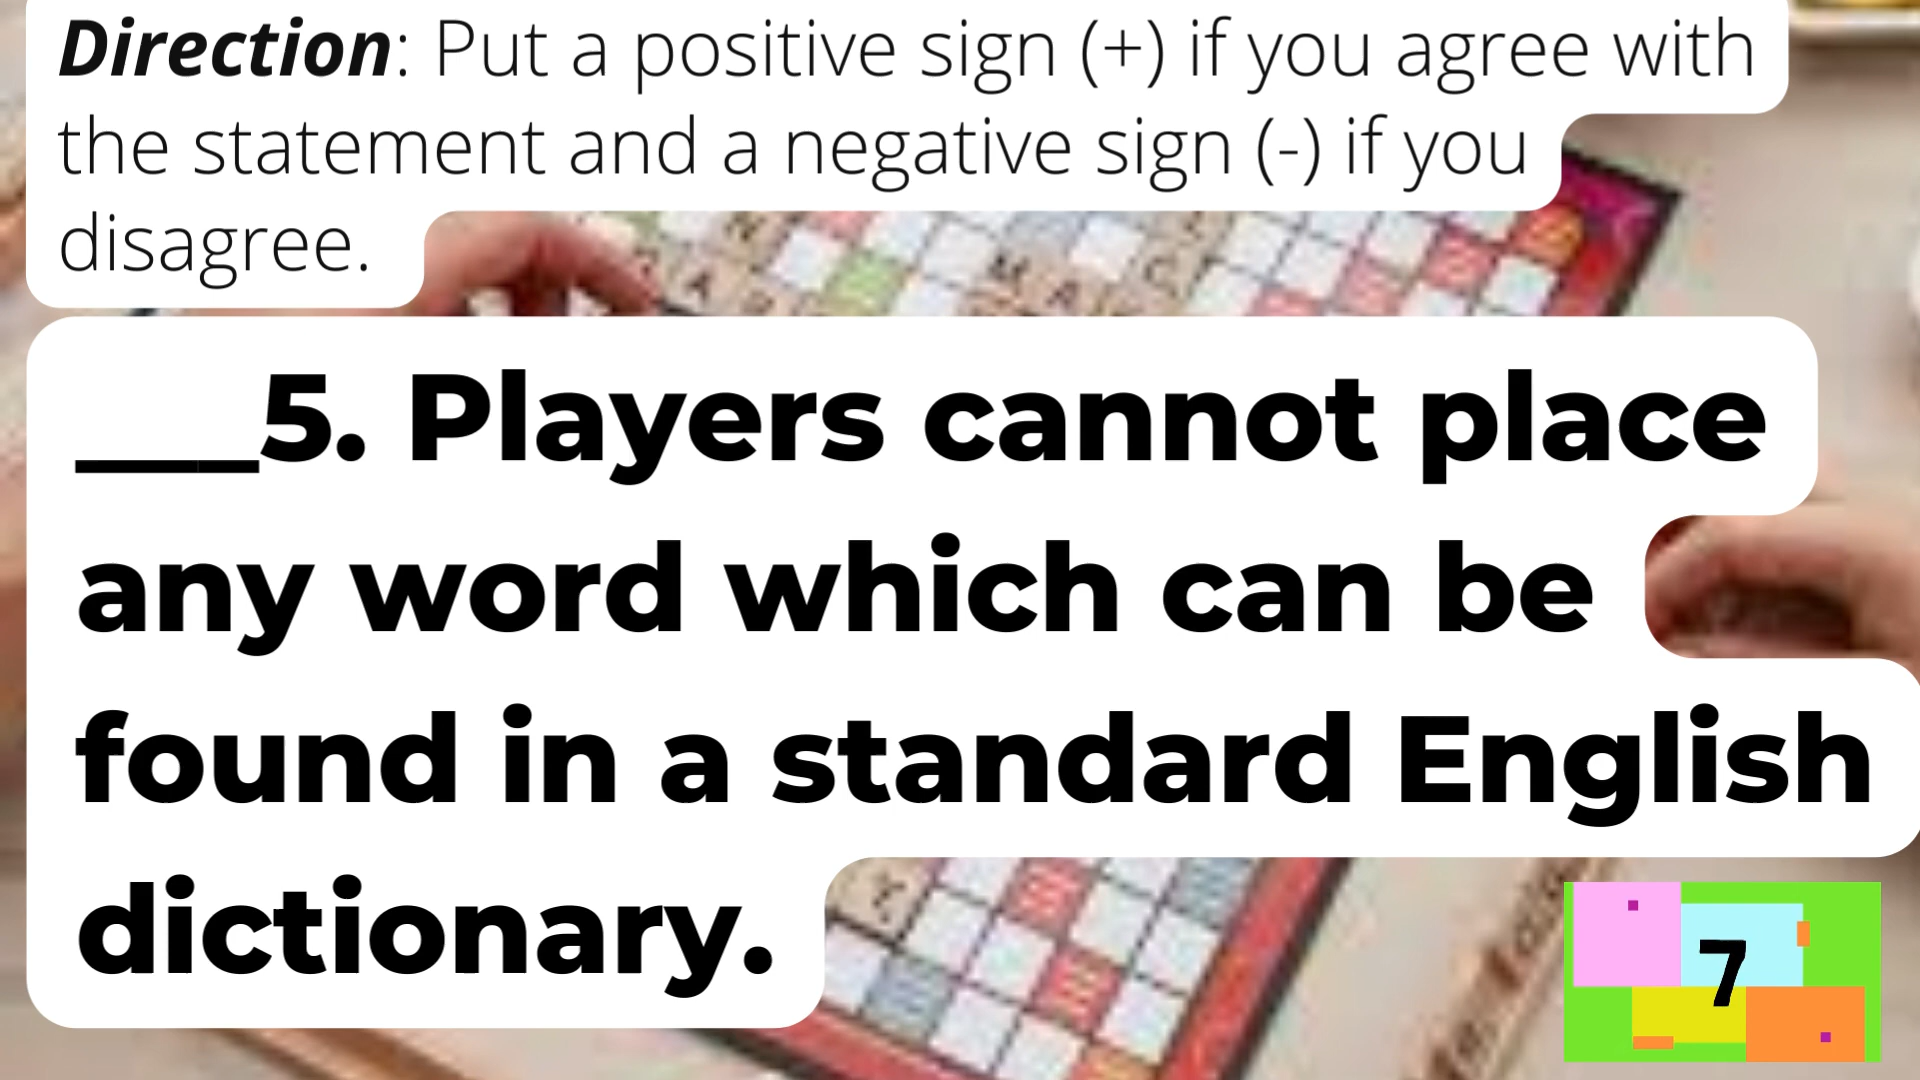 Direction: Put a positive sign (+) if you agree with
the statement and a negative sign (-) if you
disagree.
___5. Players cannot place
any word which can be
found in a standard English
dictionary.
7